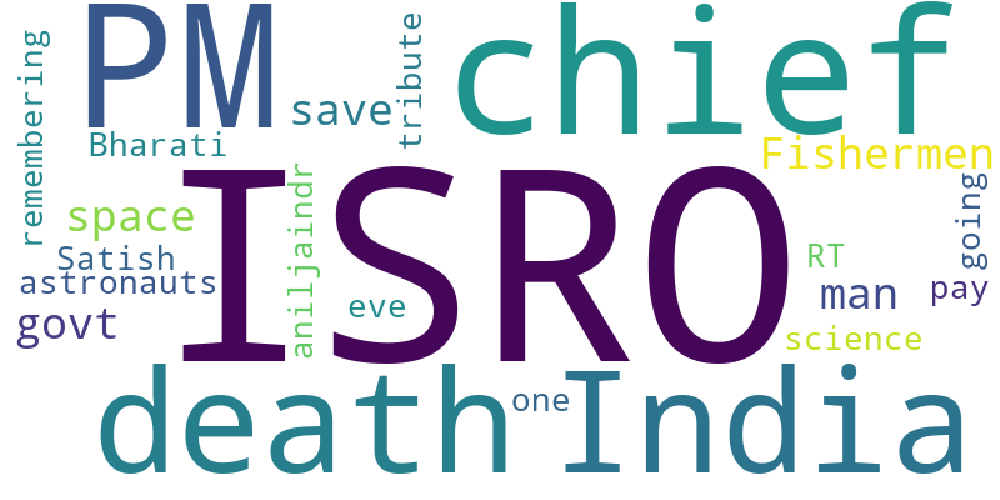 PM
chief
remembering
save
tribute
Bharati
Fishermen
ISRO
aniljaindr
going
space
Satish
RT
astronauts
pay
man
eve
govt
science
death
India
one